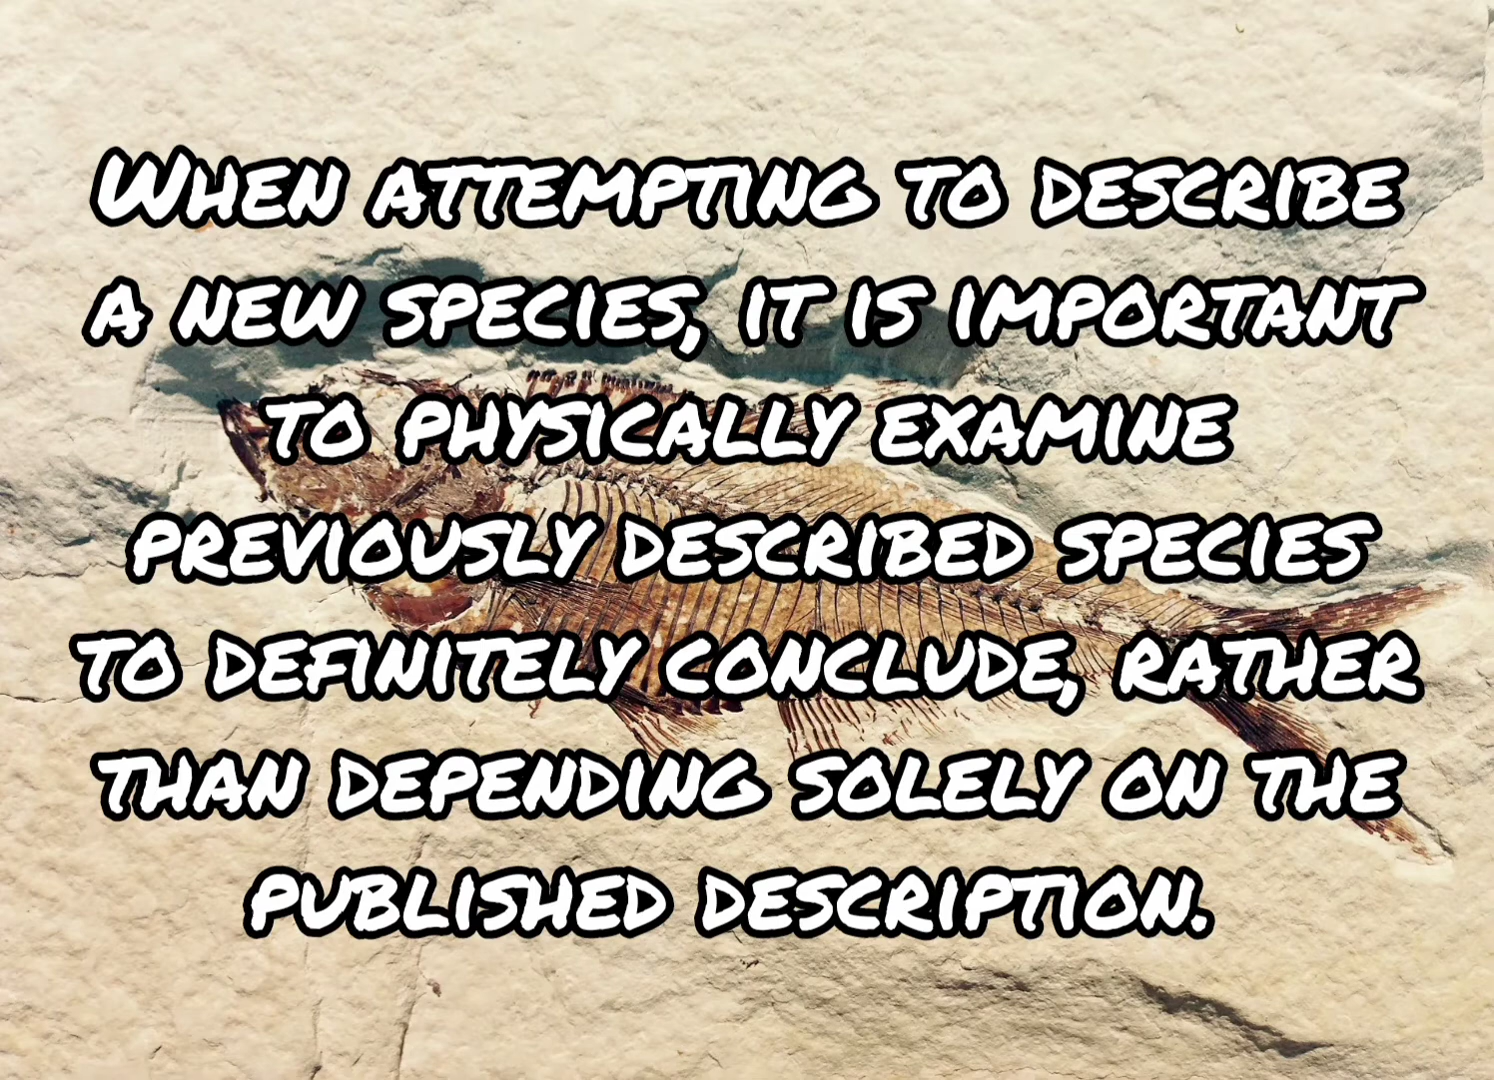 When attempting to describe
a new species, it is important
to physically examine
previously described species
to definitely conclude, rather
than depending solely on the
published description.